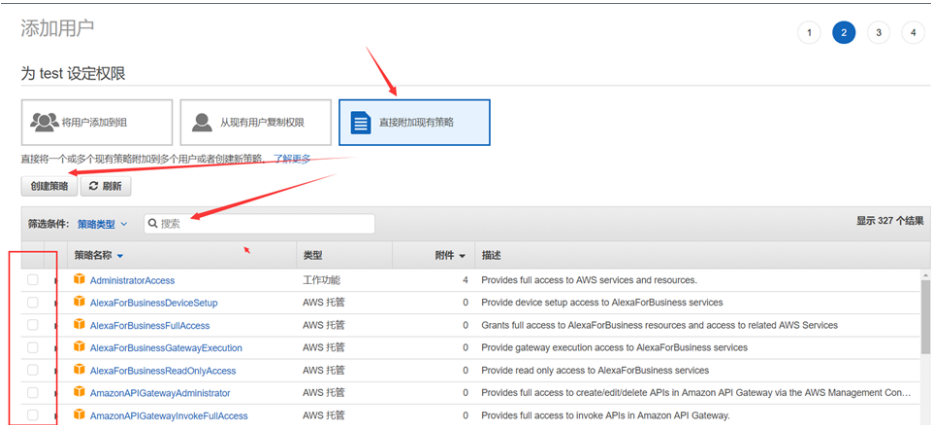 添加用户
1 2 3 4
为 test 设定权限
将用户添加到组 从现有用户复制权限 直接附加现有策略
直接将一个或多个现有策略附加到多个用户或者创建新策略。 了解更多
创建策略 刷新
筛选条件: 策略类型 搜索 显示 327 个结果
策略名称 类型 附件 描述
AdministratorAccess 工作功能 4 Provides full access to AWS services and resources.
AlexaForBusinessDeviceSetup AWS 托管 0 Provide device setup access to AlexaForBusiness services
AlexaForBusinessFullAccess AWS 托管 0 Grants full access to AlexaForBusiness resources and access to related AWS Services
AlexaForBusinessGatewayExecution AWS 托管 0 Provide gateway execution access to AlexaForBusiness services
AlexaForBusinessReadOnlyAccess AWS 托管 0 Provide read only access to AlexaForBusiness services
AmazonAPIGatewayAdministrator AWS 托管 0 Provides full access to create/edit/delete APIs in Amazon API Gateway via the AWS Management Con...
AmazonAPIGatewayInvokeFullAccess AWS 托管 0 Provides full access to invoke APIs in Amazon API Gateway.